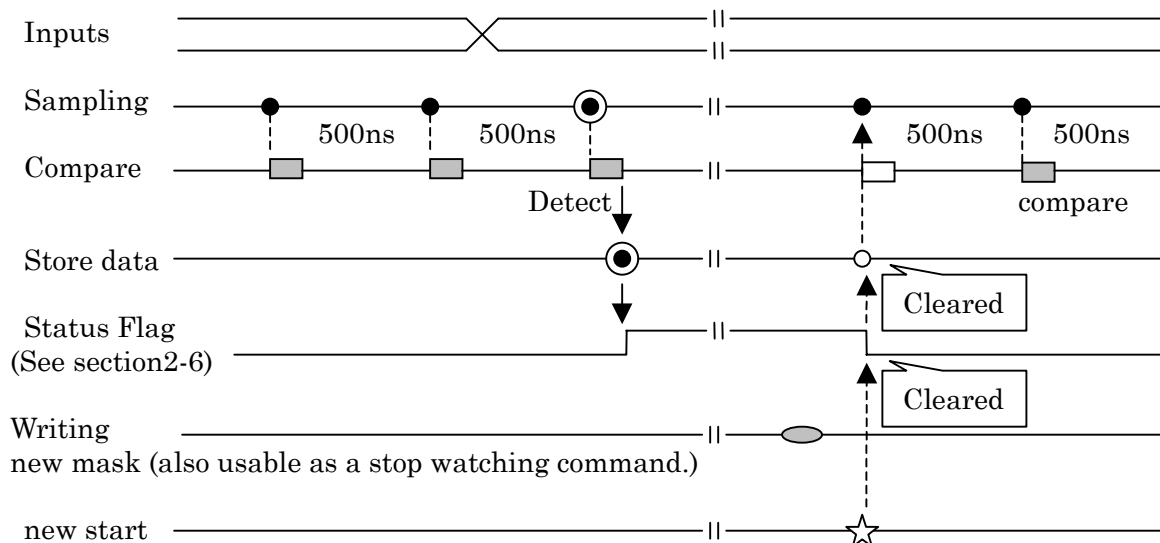 Inputs
Sampling
500ns 500ns 500ns 500ns
Compare
Detect compare
Store data
Cleared
Status Flag
(See section2-6)
Cleared
Writing
new mask (also usable as a stop watching command.)
new start